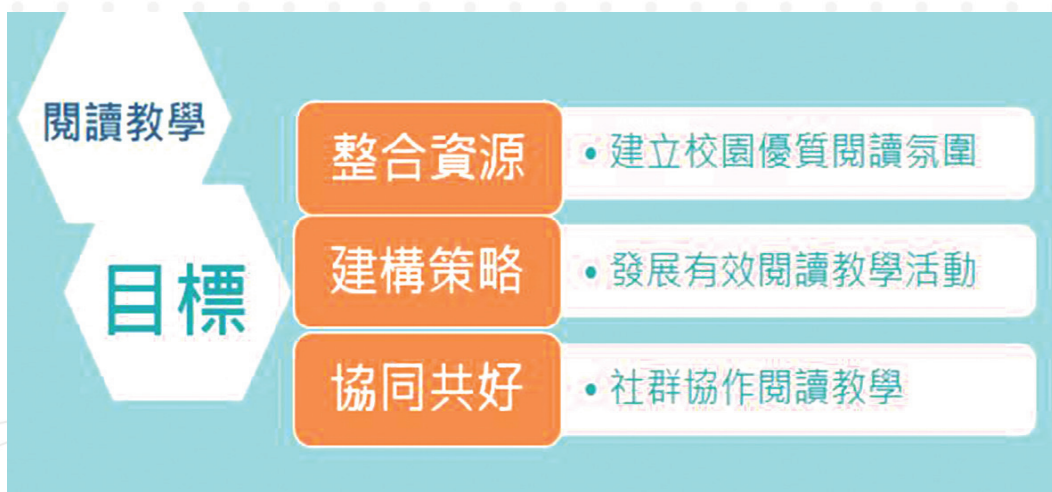 閱讀教學
目標
整合資源
• 建立校園優質閱讀氛圍
建構策略
• 發展有效閱讀教學活動
協同共好
• 社群協作閱讀教學